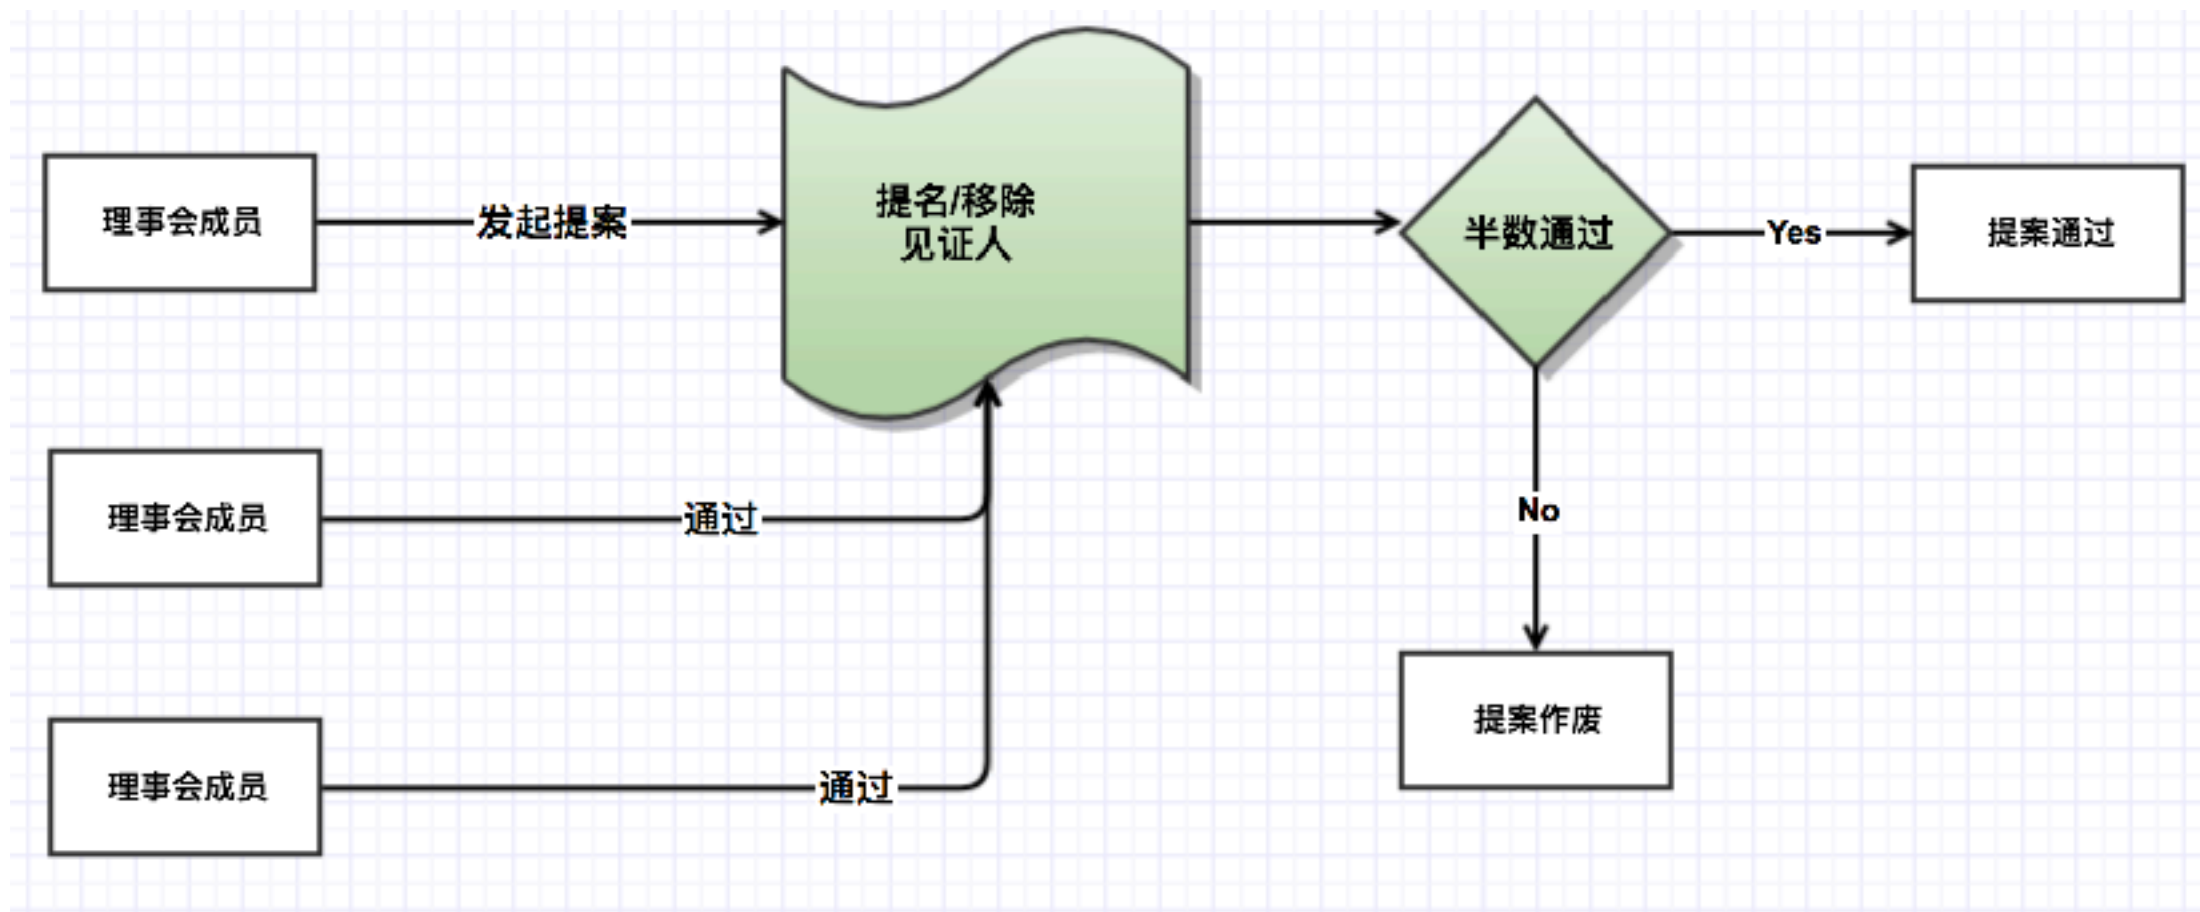 理事会成员
发起提案
提名/移除
见证人
半数通过
Yes
提案通过
理事会成员
通过
No
提案作废
理事会成员
通过